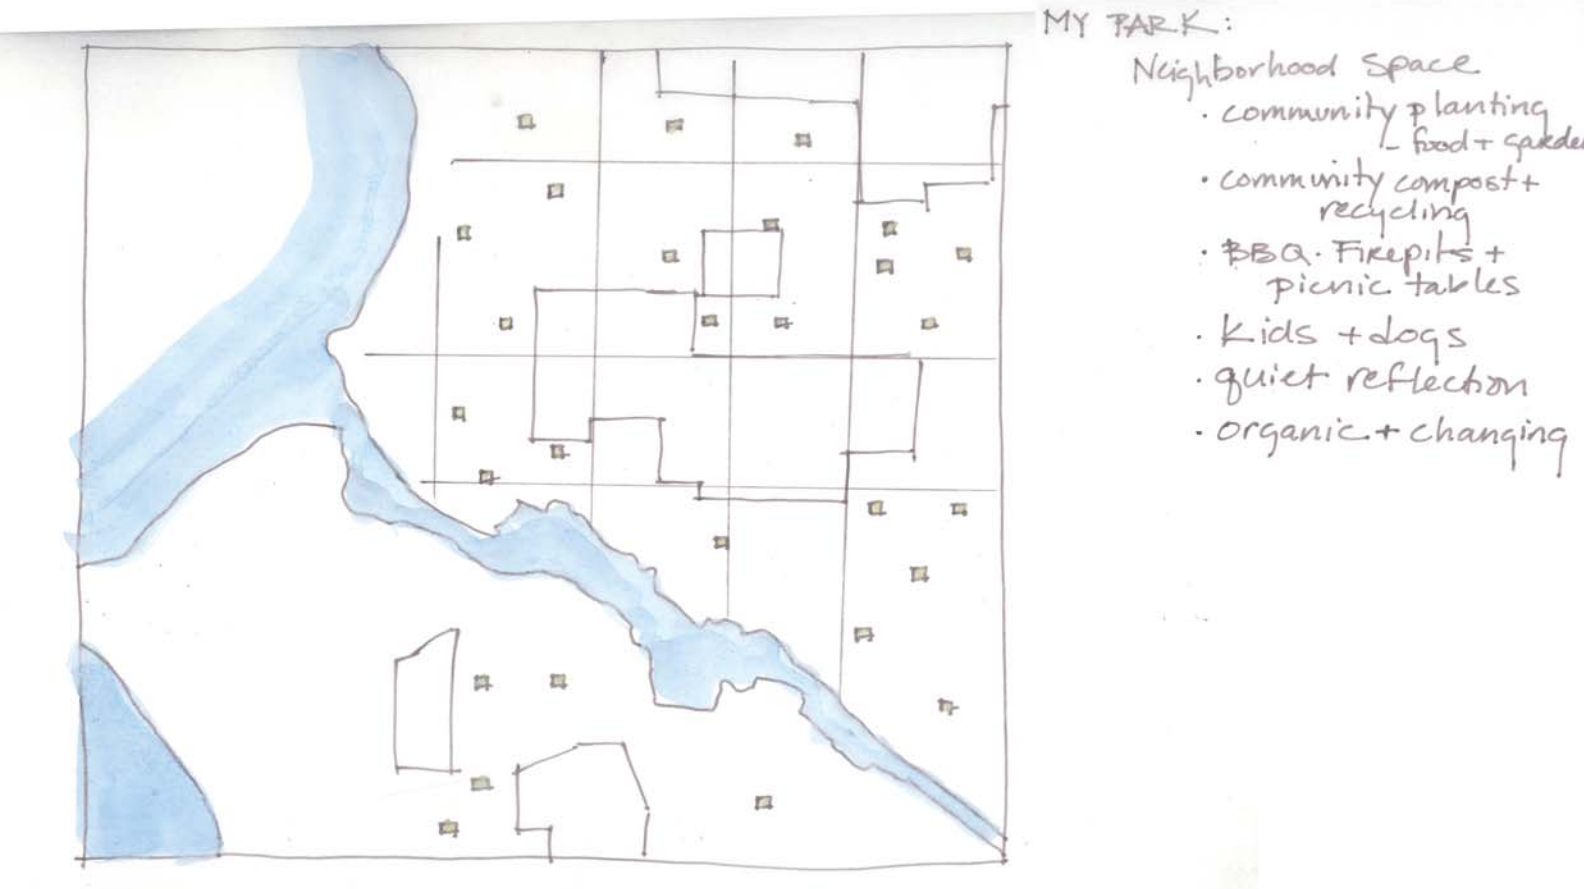 MY PARK:
Neighborhood Space
· community planting
- food + garden
· community compost +
recycling
· BBQ · Firepits +
picnic tables
· Kids + dogs
· quiet reflection
· organic + changing